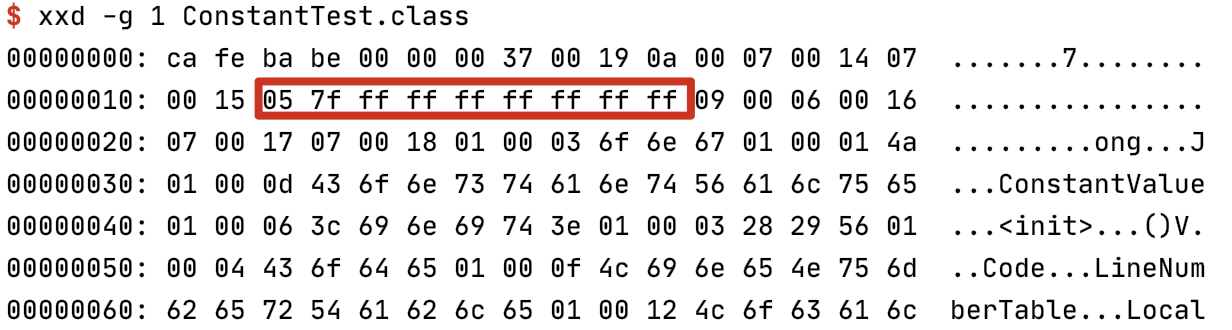 $ xxd -g 1 ConstantTest.class
00000000: ca fe ba be 00 00 00 37 00 19 0a 00 07 00 14 07  .......7........
00000010: 00 15 05 7f ff ff ff ff ff ff ff 09 00 06 00 16  ................
00000020: 07 00 17 07 00 18 01 00 03 6f 6e 67 01 00 01 4a  .........ong...J
00000030: 01 00 0d 43 6f 6e 73 74 61 6e 74 56 61 6c 75 65  ...ConstantValue
00000040: 01 00 06 3c 69 6e 69 74 3e 01 00 03 28 29 56 01  ...<init>...()V.
00000050: 00 04 43 6f 64 65 01 00 0f 4c 69 6e 65 4e 75 6d  ..Code...LineNum
00000060: 62 65 72 54 61 62 6c 65 01 00 12 4c 6f 63 61 6c  berTable...Local